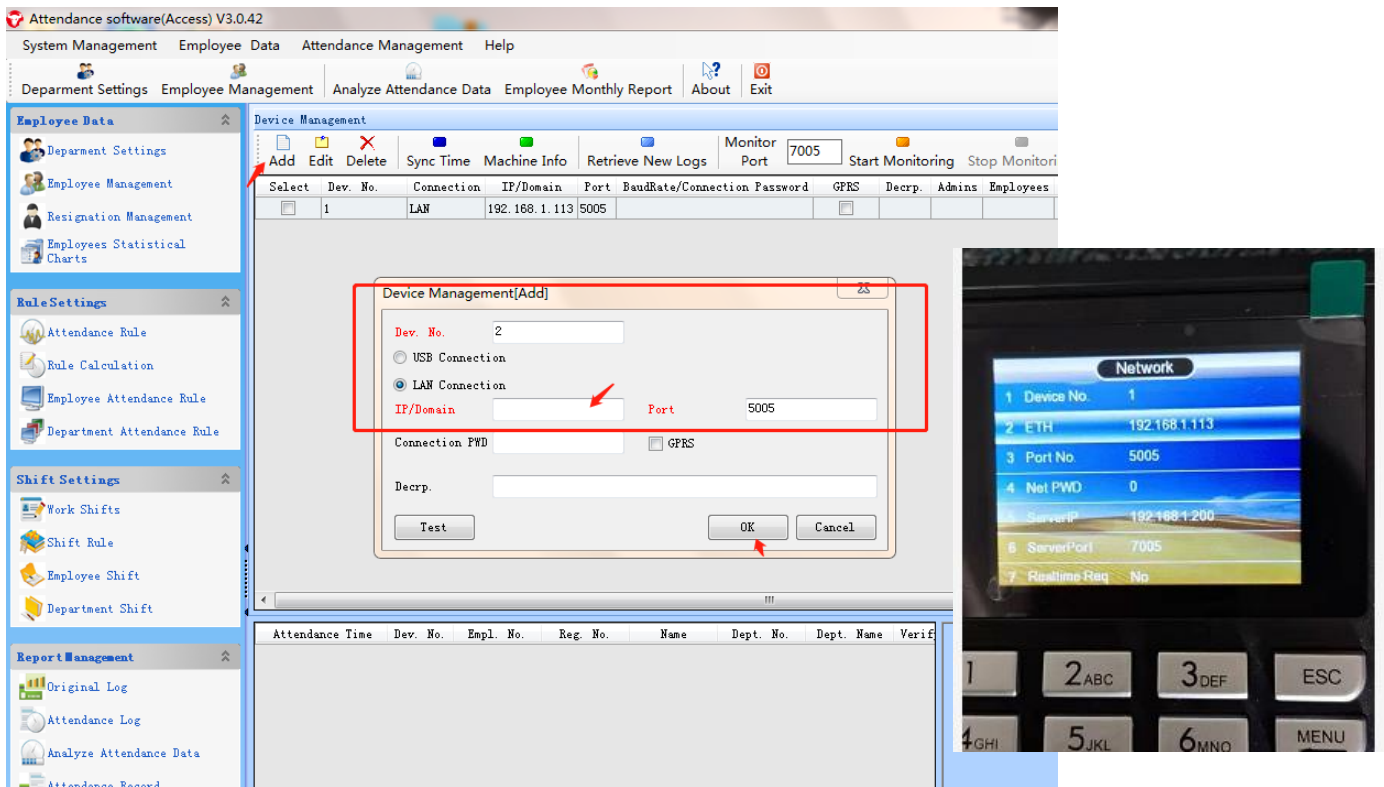 Attendance software(Access) V3.0.42
System Management Employee Data Attendance Management Help
Deparment Settings Employee Management Analyze Attendance Data Employee Monthly Report About Exit
Employee Data
Deparment Settings
Employee Management
Resignation Management
Employees Statistical
Charts
RuleSettings
Attendance Rule
Rule Calculation
Employee Attendance Rule
Department Attendance Rule
Shift Settings
Work Shifts
Shift Rule
Employee Shift
Department Shift
Report Management
Original Log
Attendance Log
Analyze Attendance Data
Attendance Record
Device Management
Add Edit Delete Sync Time Machine Info Retrieve New Logs Monitor Port 7005 Start Monitoring Stop Monitori
Select Dev. No. Connection IP/Domain Port BaudRate/Connection Password GPRS Decrp. Admins Employees
1 LAN 192.168.1.113 5005
Device Management[Add]
Dev. No. 2
USB Connection
LAN Connection
IP/Domain Port 5005
Connection PWD GPRS
Decrp.
Test OK Cancel
Attendance Time Dev. No. Empl. No. Reg. No. Name Dept. No. Dept. Name Verif
Network
1 Device No. 1
2 ETH 192.168.1.113
3 Port No. 5005
4 Net PWD 0
5 ServerIP 192.168.1.200
6 ServerPort 7005
7 Realtime Req No
1 2ABC 3DEF ESC
4GHI 5JKL 6MNO MENU